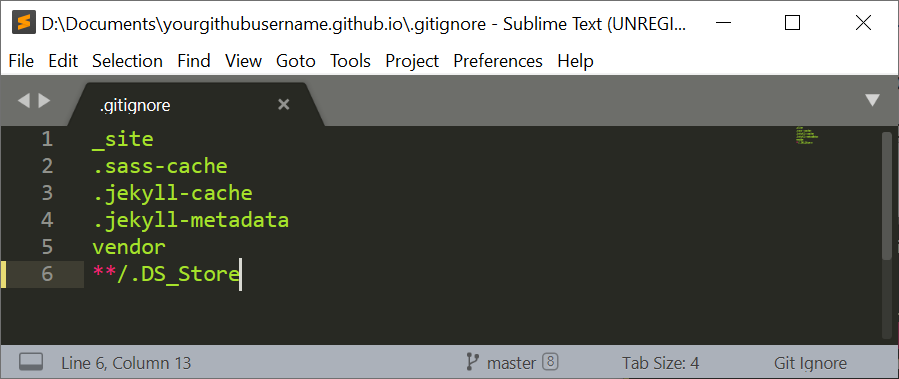 D:\Documents\yourgithubusername.github.io\.gitignore - Sublime Text (UNREGI...
File Edit Selection Find View Goto Tools Project Preferences Help
.gitignore
1 _site
2 .sass-cache
3 .jekyll-cache
4 .jekyll-metadata
5 vendor
6 **/.DS_Store
Line 6, Column 13 master 8 Tab Size: 4 Git Ignore